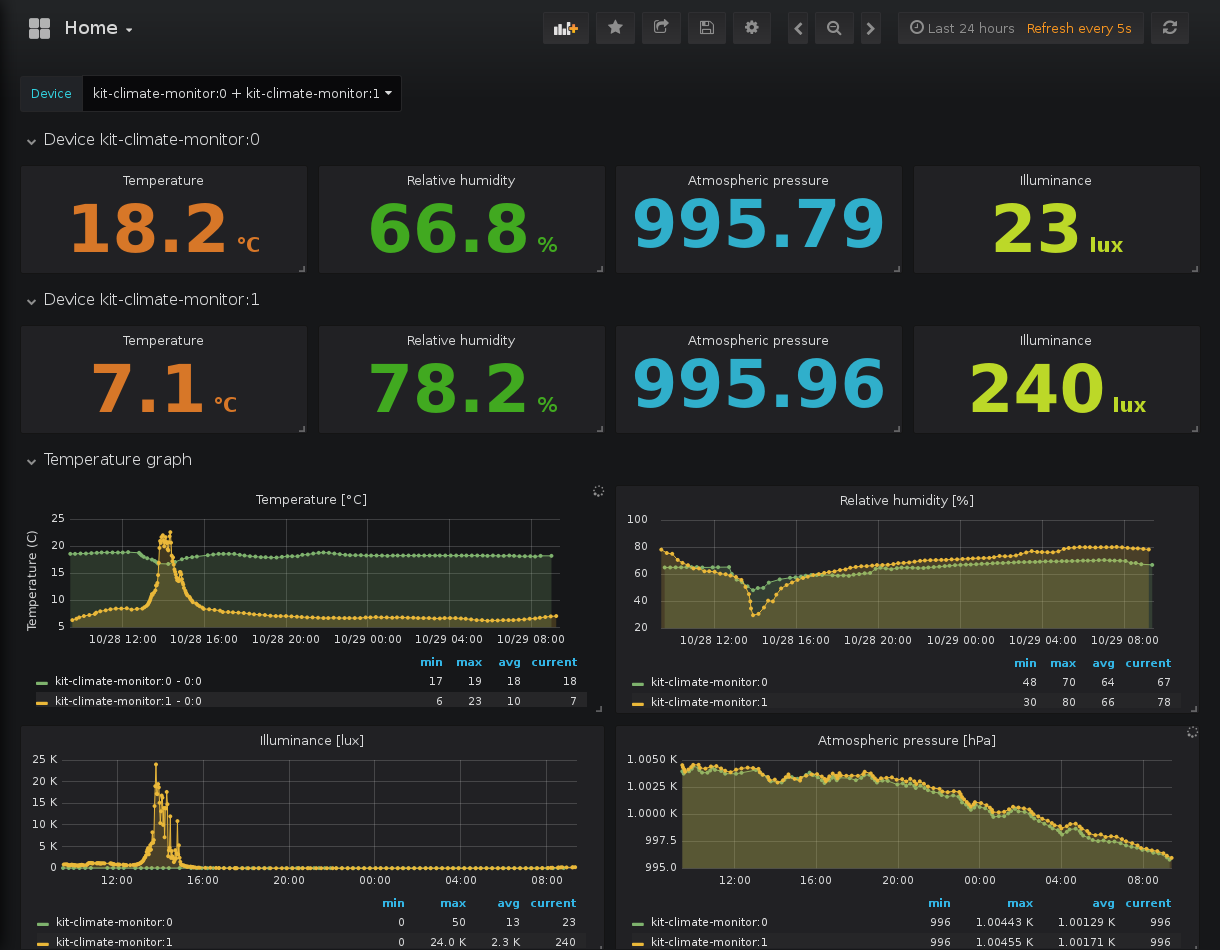 Home
Last 24 hours Refresh every 5s
Device kit-climate-monitor:0 + kit-climate-monitor:1
Device kit-climate-monitor:0
Temperature Relative humidity Atmospheric pressure Illuminance
18.2 °C 66.8 % 995.79 23 lux
Device kit-climate-monitor:1
Temperature Relative humidity Atmospheric pressure Illuminance
7.1 °C 78.2 % 995.96 240 lux
Temperature graph
Temperature [°C]
Temperature (C)
25
20
15
10
5
10/28 12:00 10/28 16:00 10/28 20:00 10/29 00:00 10/29 04:00 10/29 08:00
min max avg current
kit-climate-monitor:0 - 0:0 17 19 18 18
kit-climate-monitor:1 - 0:0 6 23 10 7
Relative humidity [%]
100
80
60
40
20
10/28 12:00 10/28 16:00 10/28 20:00 10/29 00:00 10/29 04:00 10/29 08:00
min max avg current
kit-climate-monitor:0 48 70 64 67
kit-climate-monitor:1 30 80 66 78
Illuminance [lux]
25 K
20 K
15 K
10 K
5 K
0
12:00 16:00 20:00 00:00 04:00 08:00
min max avg current
kit-climate-monitor:0 0 50 13 23
kit-climate-monitor:1 0 24.0 K 2.3 K 240
Atmospheric pressure [hPa]
1.0050 K
1.0025 K
1.0000 K
997.5
995.0
12:00 16:00 20:00 00:00 04:00 08:00
min max avg current
kit-climate-monitor:0 996 1.00443 K 1.00129 K 996
kit-climate-monitor:1 996 1.00455 K 1.00171 K 996